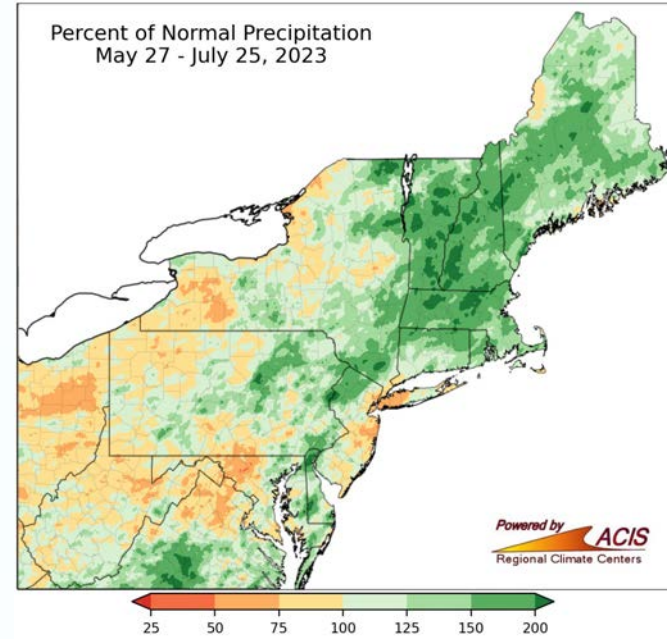 Percent of Normal Precipitation
May 27 - July 25, 2023
Powered by
ACIS
Regional Climate Centers
25 50 75 100 125 150 200